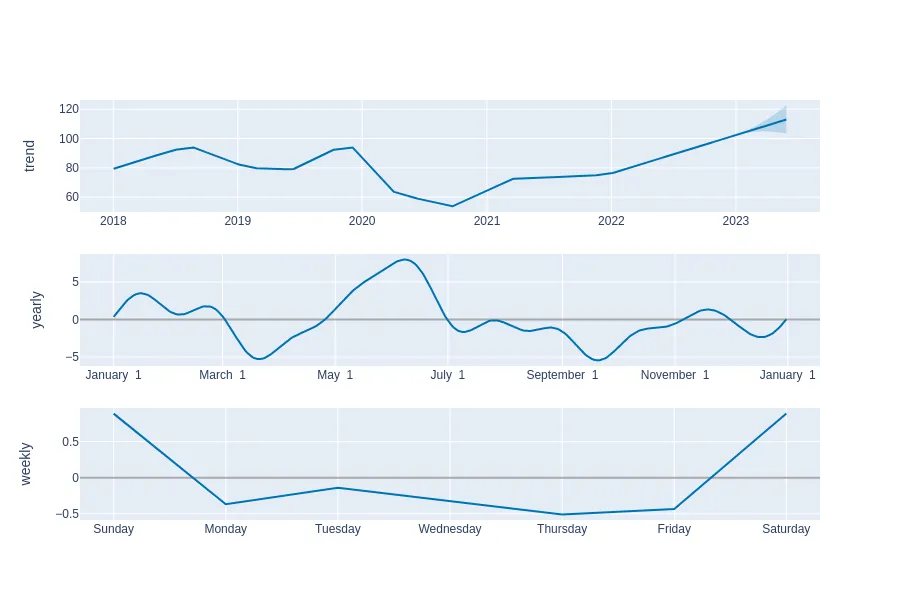 trend
120
100
80
60
2018 2019 2020 2021 2022 2023
yearly
5
0
−5
January 1 March 1 May 1 July 1 September 1 November 1 January 1
weekly
0.5
0
−0.5
Sunday Monday Tuesday Wednesday Thursday Friday Saturday